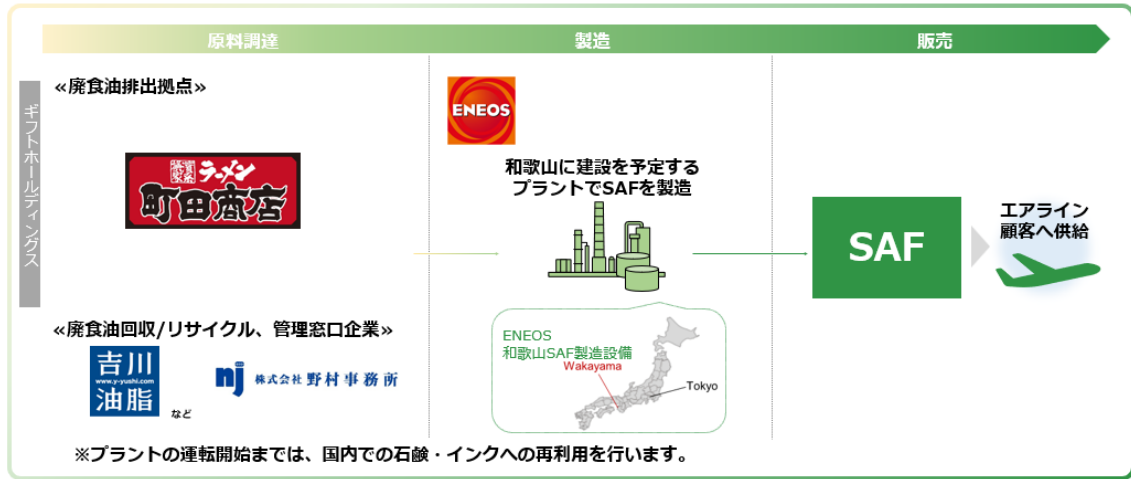 原料調達
製造
販売
ギフトホールディングス
≪廃食油排出拠点≫
ラーメン
町田商店
ENEOS
和歌山に建設を予定する
プラントでSAFを製造
SAF
エアライン
顧客へ供給
≪廃食油回収/リサイクル、管理窓口企業≫
吉川
www.y-yushi.com
油脂
など
nj 株式会社 野村事務所
ENEOS
和歌山SAF製造設備
Wakayama
Tokyo
※プラントの運転開始までは、国内での石鹸・インクへの再利用を行います。